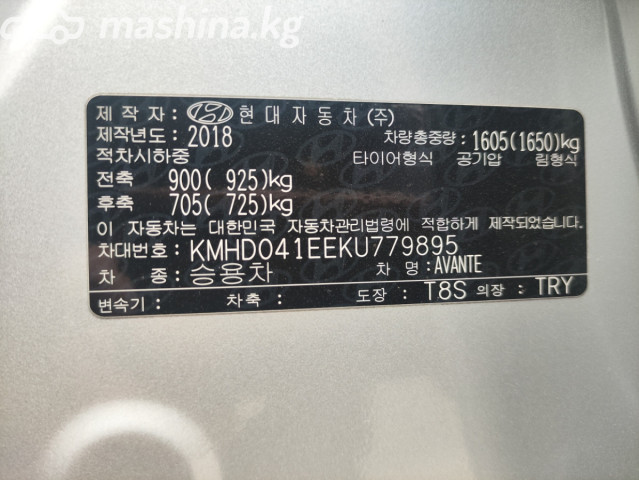 mashina.kg
제 작 자 : 현대자동차 (주)
제작년도 : 2018 차량총중량 : 1605(1650)kg
적차시하중 타이어형식 공기압 림형식
전축 900( 925)kg
후축 705( 725)kg
이 자동차는 대한민국 자동차관리법령에 적합하게 제작되었습니다.
차대번호 : KMHD041EEKU779895
차 종 : 승용차 차 명 : AVANTE
변속기 : 차축 : 도장 : T8S 의장 : TRY